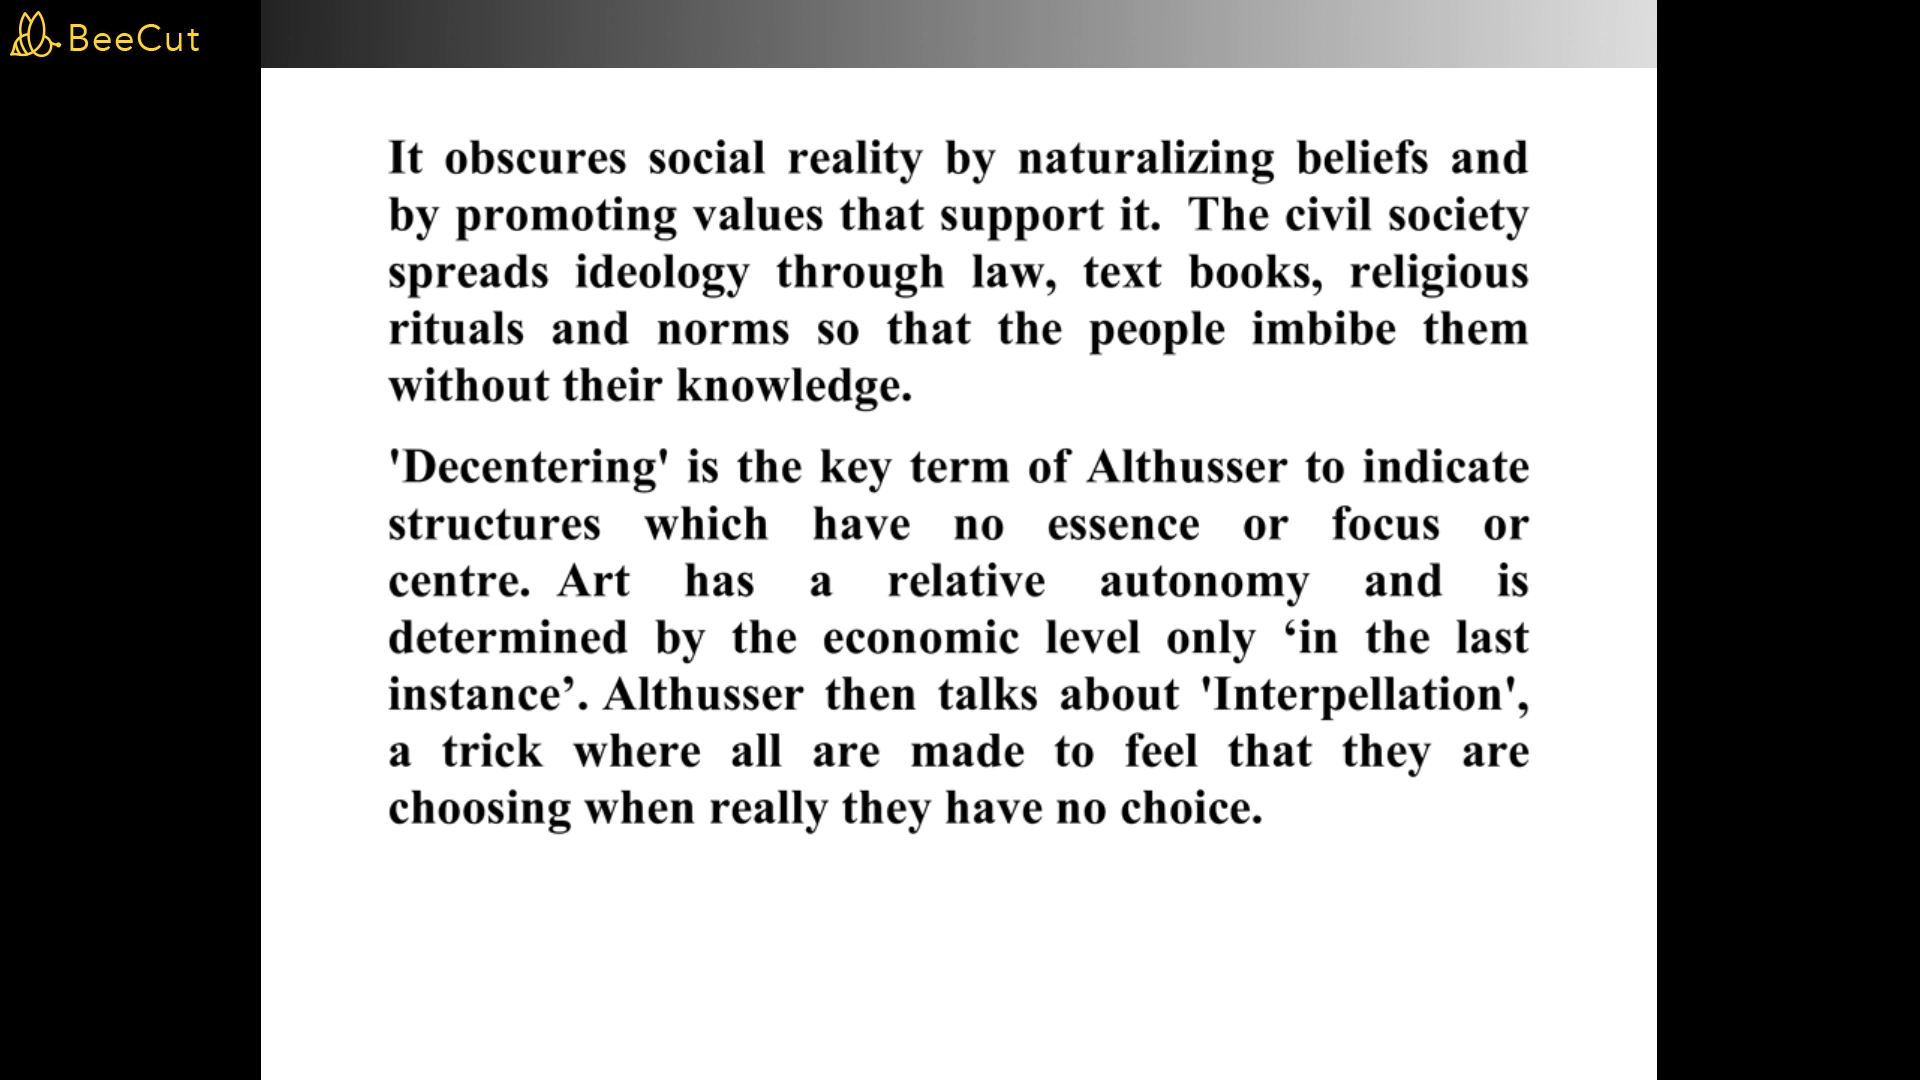 BeeCut
It obscures social reality by naturalizing beliefs and
by promoting values that support it. The civil society
spreads ideology through law, text books, religious
rituals and norms so that the people imbibe them
without their knowledge.
'Decentering' is the key term of Althusser to indicate
structures which have no essence or focus or
centre. Art has a relative autonomy and is
determined by the economic level only ‘in the last
instance’. Althusser then talks about 'Interpellation',
a trick where all are made to feel that they are
choosing when really they have no choice.